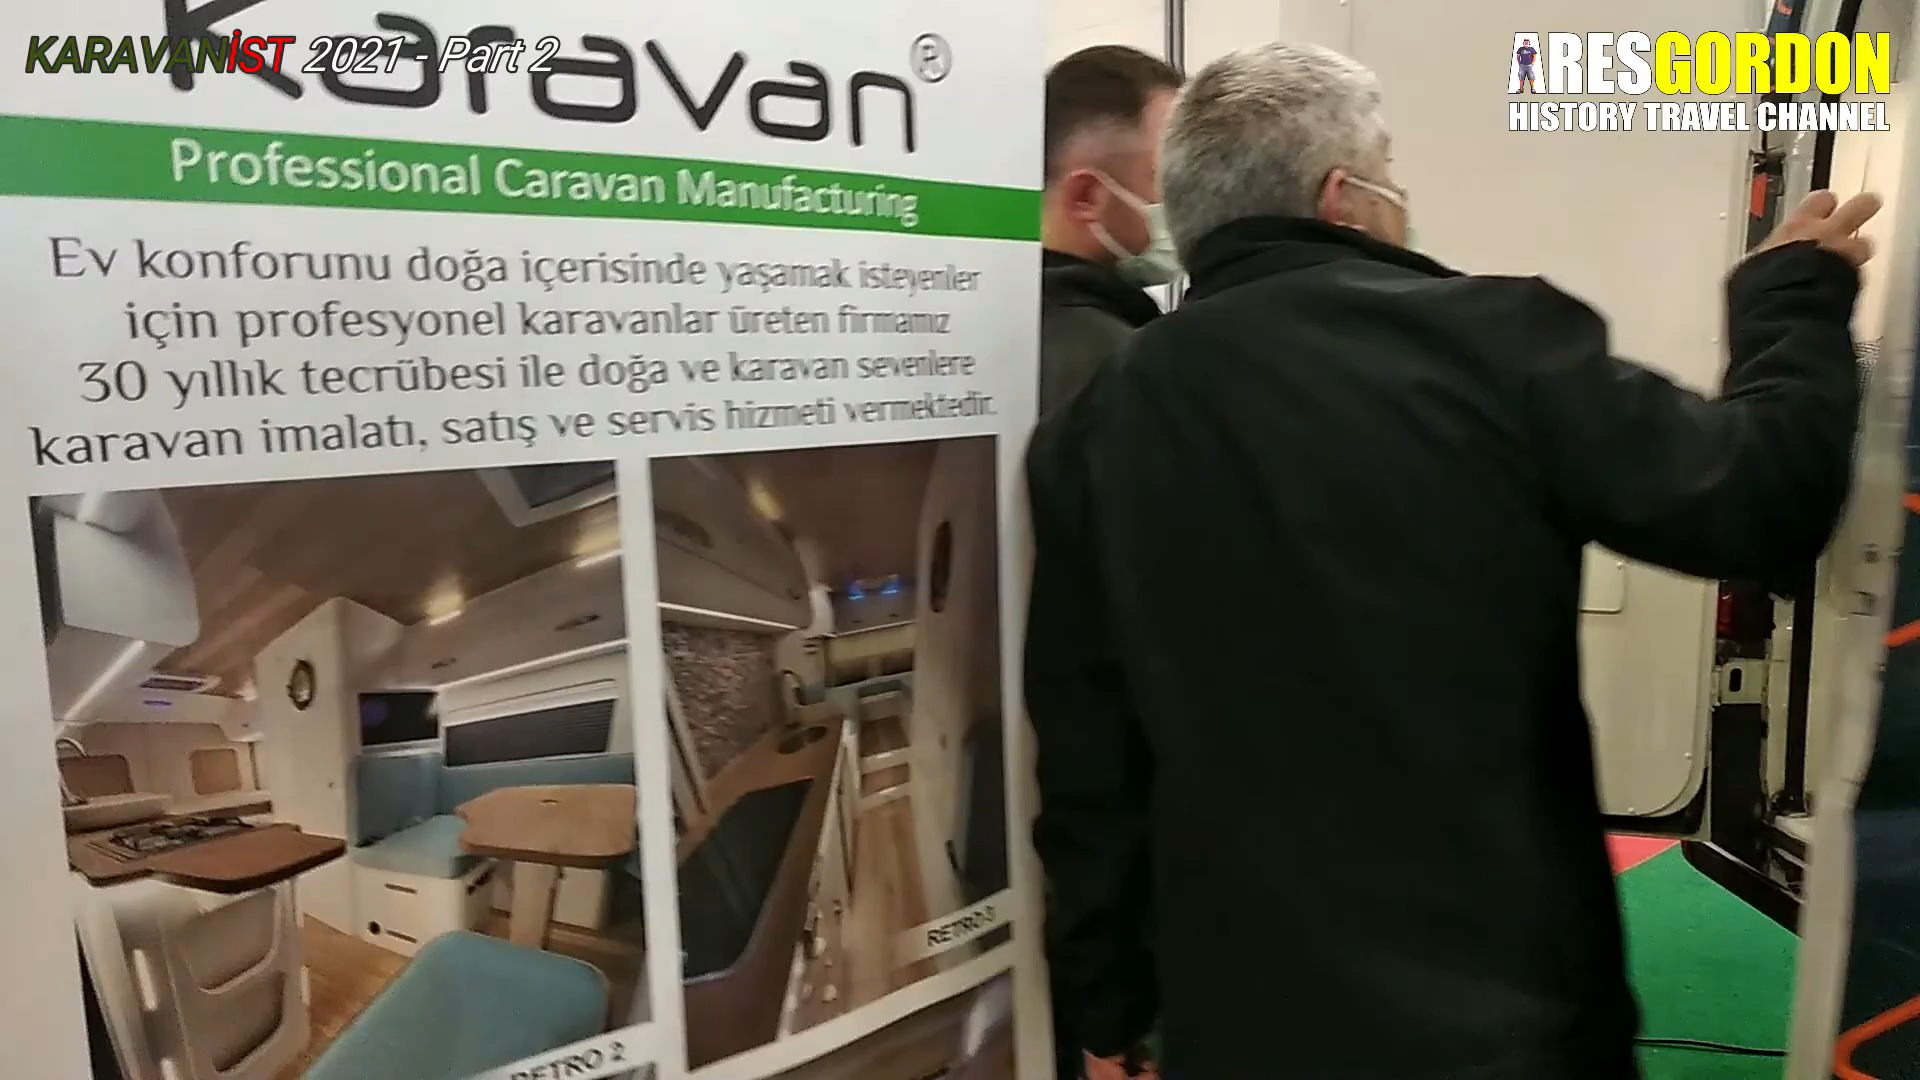 KARAVANİST 2021 - Part 2
ARESGORDON
HISTORY TRAVEL CHANNEL
Karavan®
Professional Caravan Manufacturing
Ev konforunu doğa içerisinde yaşamak isteyenler
için profesyonel karavanlar üreten firmamız
30 yıllık tecrübesi ile doğa ve karavan sevenlere
karavan imalatı, satış ve servis hizmeti vermektedir.
RETRO 3
RETRO 2